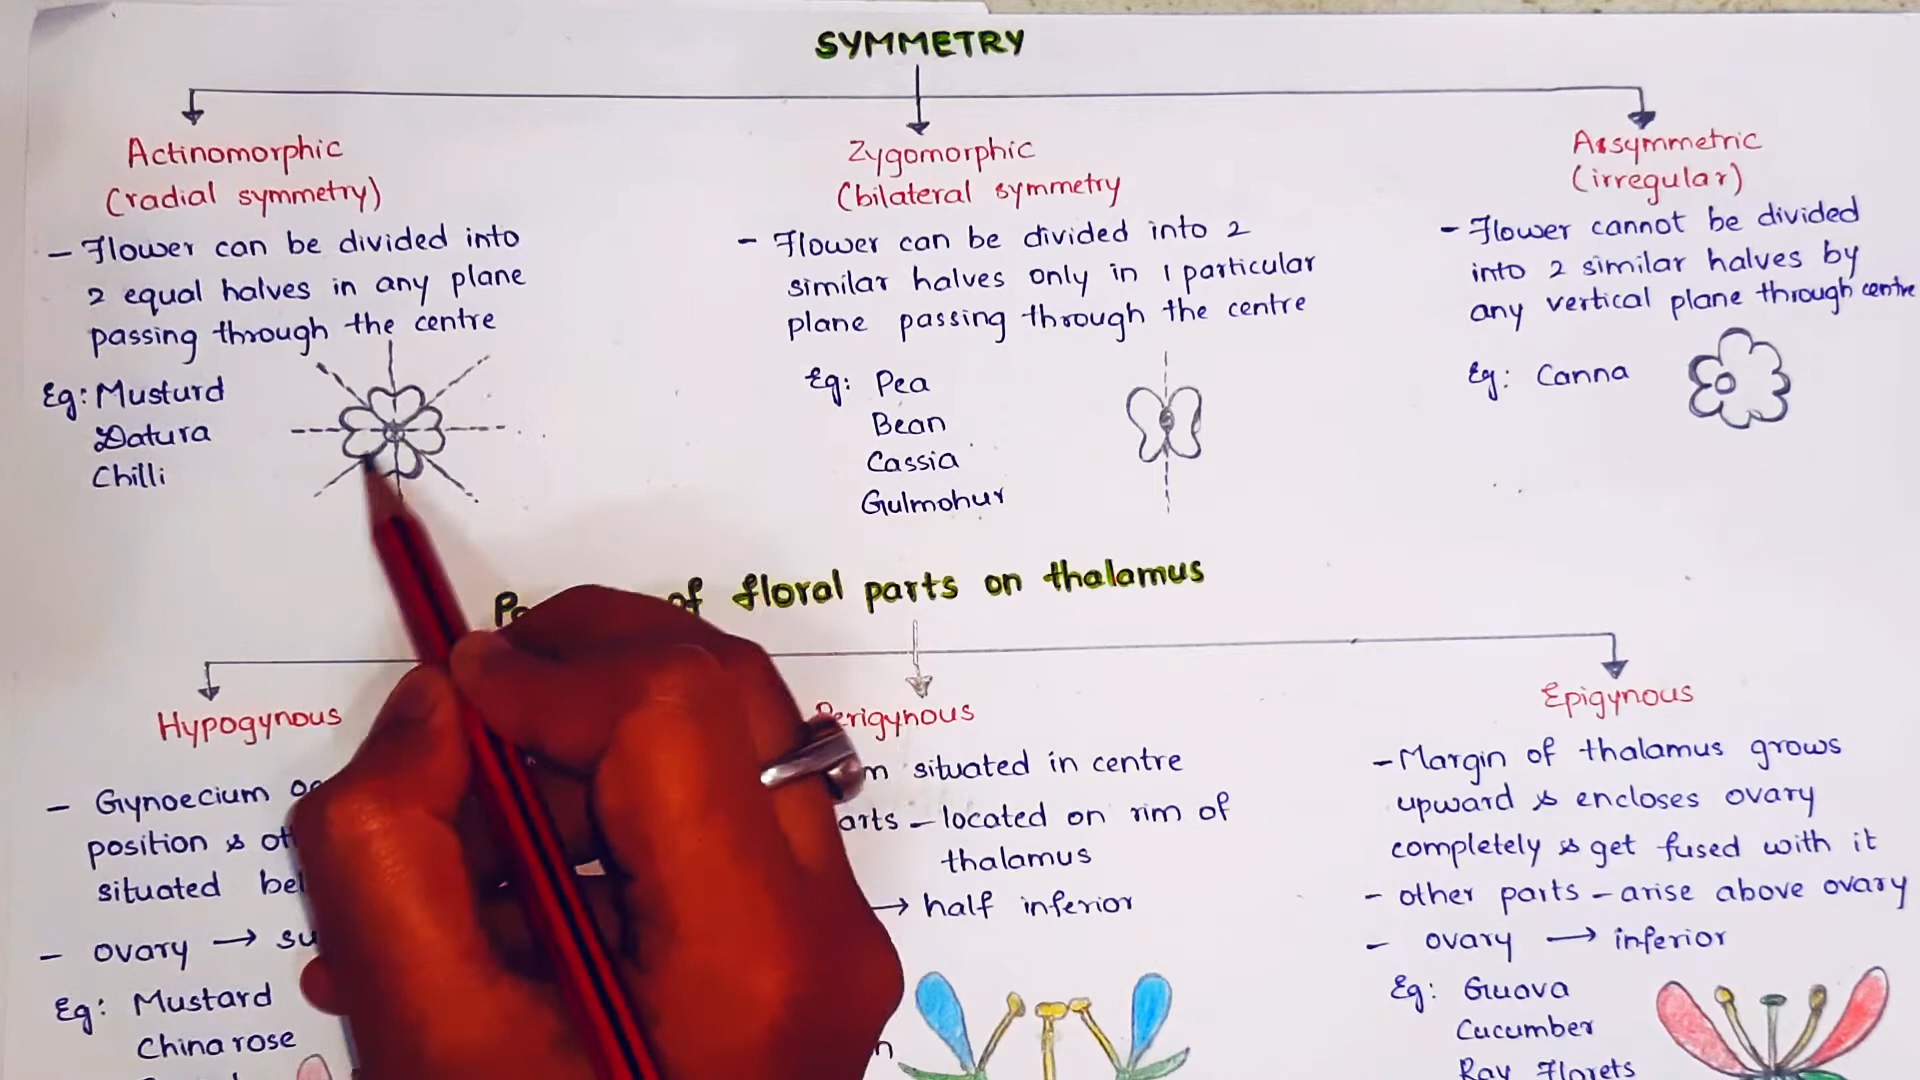 SYMMETRY
Actinomorphic
(radial symmetry)
- Flower can be divided into
2 equal halves in any plane
passing through the centre
Eg: Musturd
Datura
Chilli
Zygomorphic
(bilateral symmetry
- Flower can be divided into 2
similar halves only in 1 particular
plane passing through the centre
Eg: Pea
Bean
Cassia
Gulmohur
Assymmetric
(irregular)
- Flower cannot be divided
into 2 similar halves by
any vertical plane through centre
Eg: Canna
of floral parts on thalamus
Hypogynous
- Gynoecium
position &
situated
- ovary →
Eg: Mustard
China rose
Perigynous
situated in centre
- located on rim of
thalamus
→ half inferior
Epigynous
- Margin of thalamus grows
upward & encloses ovary
completely & get fused with it
- other parts - arise above ovary
- ovary → inferior
Eg: Guava
Cucumber
Ray Florets